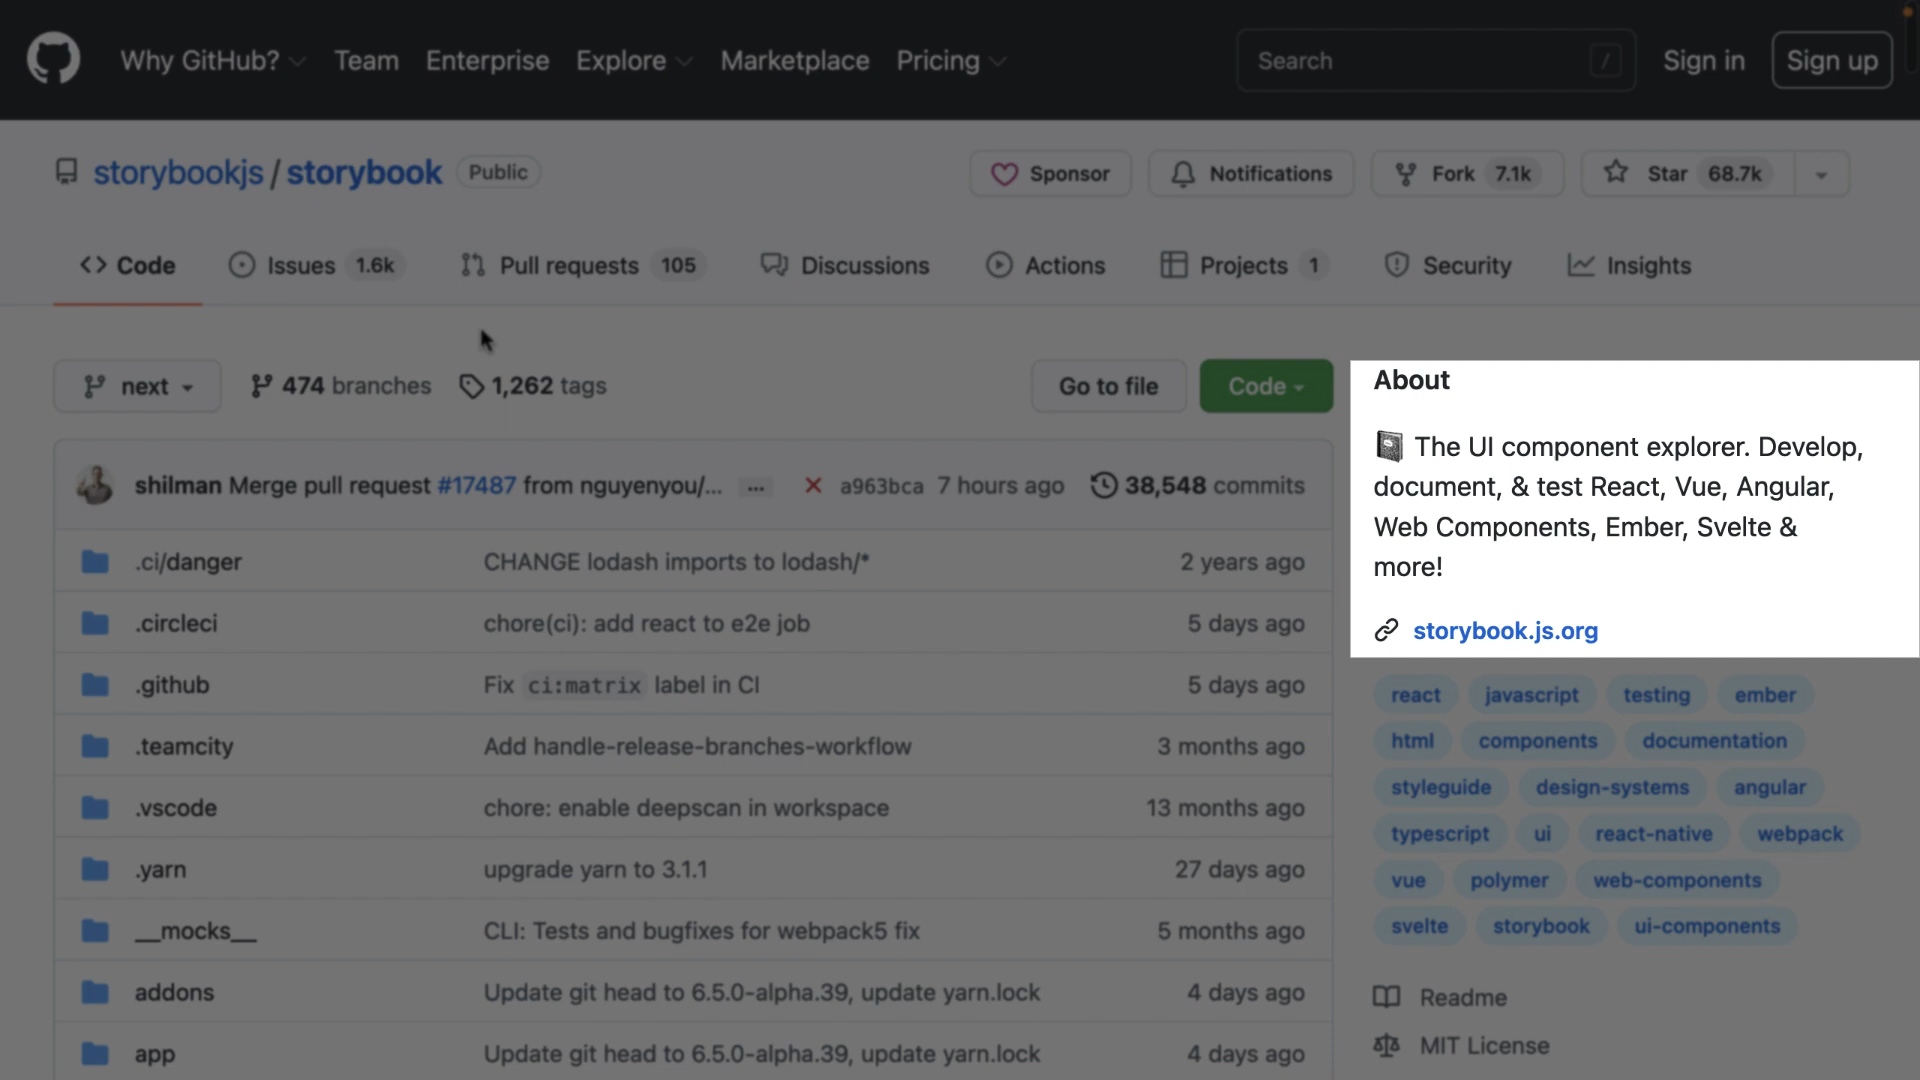 Why GitHub? Team Enterprise Explore Marketplace Pricing Search / Sign in Sign up
storybookjs / storybook Public Sponsor Notifications Fork 7.1k Star 68.7k
Code Issues 1.6k Pull requests 105 Discussions Actions Projects 1 Security Insights
next 474 branches 1,262 tags Go to file Code
shilman Merge pull request #17487 from nguyenyou/... ... a963bca 7 hours ago 38,548 commits
.ci/danger CHANGE lodash imports to lodash/* 2 years ago
.circleci chore(ci): add react to e2e job 5 days ago
.github Fix ci:matrix label in CI 5 days ago
.teamcity Add handle-release-branches-workflow 3 months ago
.vscode chore: enable deepscan in workspace 13 months ago
.yarn upgrade yarn to 3.1.1 27 days ago
__mocks__ CLI: Tests and bugfixes for webpack5 fix 5 months ago
addons Update git head to 6.5.0-alpha.39, update yarn.lock 4 days ago
app Update git head to 6.5.0-alpha.39, update yarn.lock 4 days ago
About
The UI component explorer. Develop,
document, & test React, Vue, Angular,
Web Components, Ember, Svelte &
more!
storybook.js.org
react javascript testing ember
html components documentation
styleguide design-systems angular
typescript ui react-native webpack
vue polymer web-components
svelte storybook ui-components
Readme
MIT License